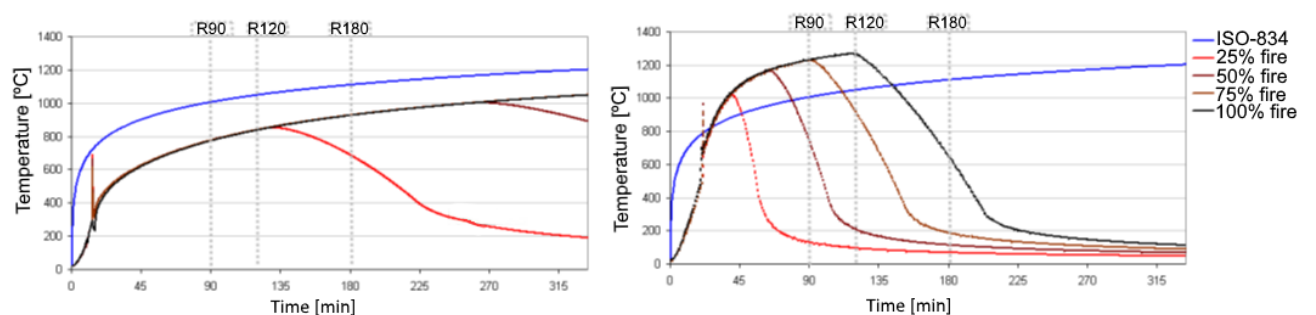 R90 R120 R180
1400
1200
1000
800
600
400
200
0
0 45 90 135 180 225 270 315
Temperature [ºC]
Time [min]
R90 R120 R180
1400
1200
1000
800
600
400
200
0
0 45 90 135 180 225 270 315
Temperature [ºC]
Time [min]
ISO-834
25% fire
50% fire
75% fire
100% fire